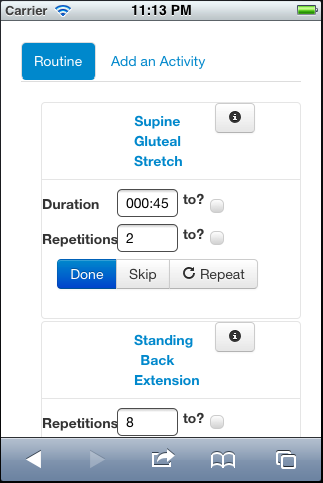 Carrier 11:13 PM
Routine Add an Activity
Supine
Gluteal
Stretch
Duration 000:45 to?
Repetitions 2 to?
Done Skip Repeat
Standing
Back
Extension
Repetitions 8 to?